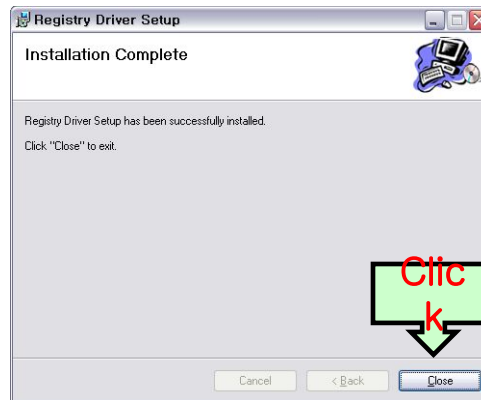 Registry Driver Setup
Installation Complete
Registry Driver Setup has been successfully installed.
Click "Close" to exit.
Clic
k
Cancel
< Back
Close